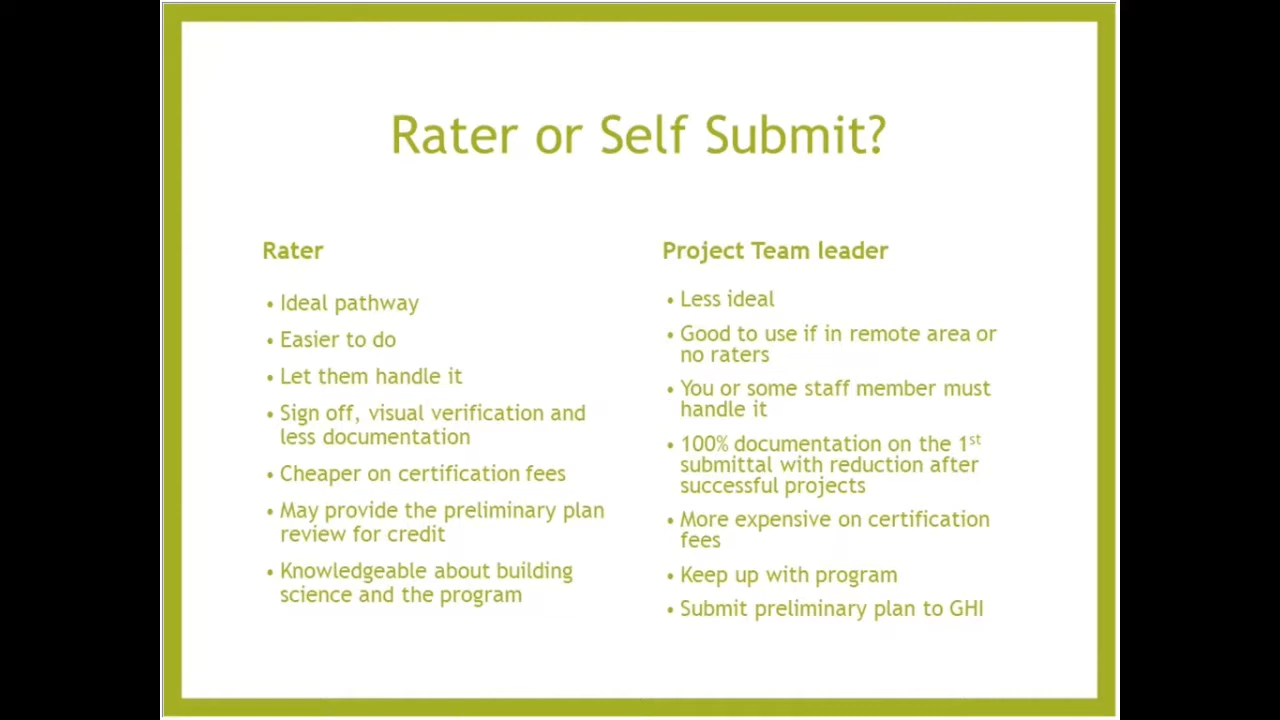 Rater or Self Submit?
Rater
• Ideal pathway
• Easier to do
• Let them handle it
• Sign off, visual verification and
less documentation
• Cheaper on certification fees
• May provide the preliminary plan
review for credit
• Knowledgeable about building
science and the program
Project Team leader
• Less ideal
• Good to use if in remote area or
no raters
• You or some staff member must
handle it
• 100% documentation on the 1st
submittal with reduction after
successful projects
• More expensive on certification
fees
• Keep up with program
• Submit preliminary plan to GHI